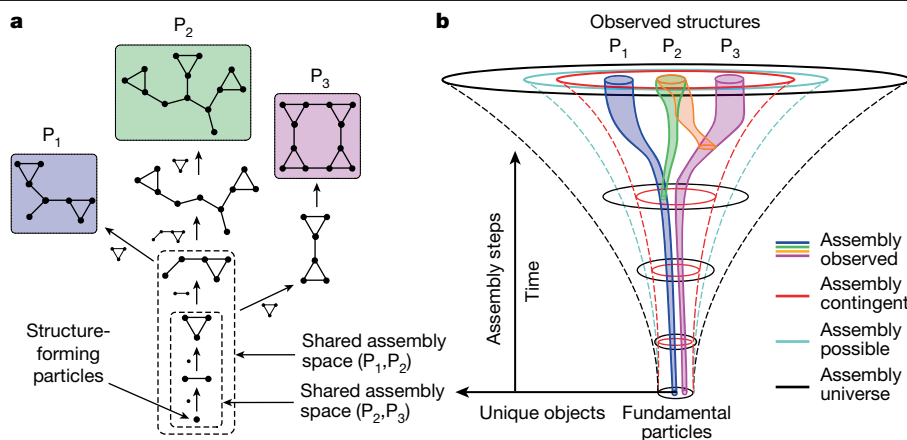 a
P2
P3
P1
Structure-
forming
particles
Shared assembly
space (P1,P2)
Shared assembly
space (P2,P3)
b
Observed structures
P1 P2 P3
Assembly steps
Time
Assembly
observed
Assembly
contingent
Assembly
possible
Assembly
universe
Unique objects
Fundamental
particles